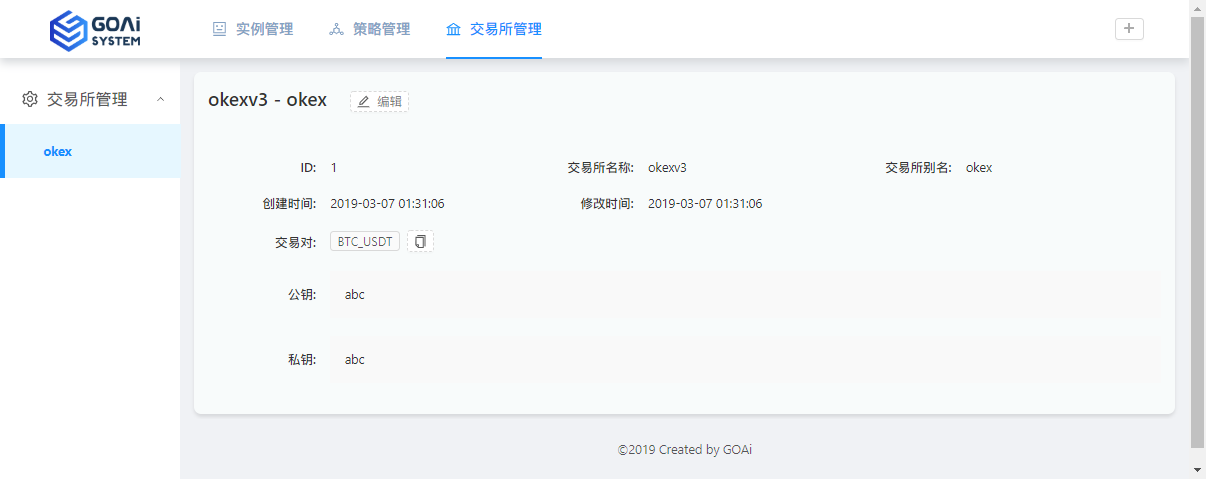 GOAi SYSTEM
实例管理 策略管理 交易所管理
交易所管理
okex
okexv3 - okex 编辑
ID: 1 交易所名称: okexv3 交易所别名: okex
创建时间: 2019-03-07 01:31:06 修改时间: 2019-03-07 01:31:06
交易对: BTC_USDT
公钥: abc
私钥: abc
©2019 Created by GOAi